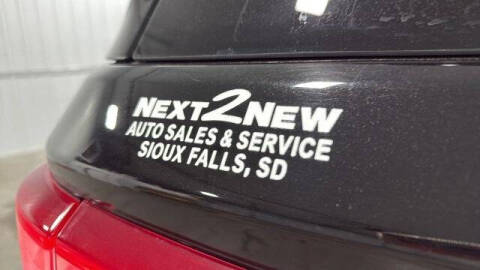 NEXT2NEW
AUTO SALES & SERVICE
SIOUX FALLS, SD